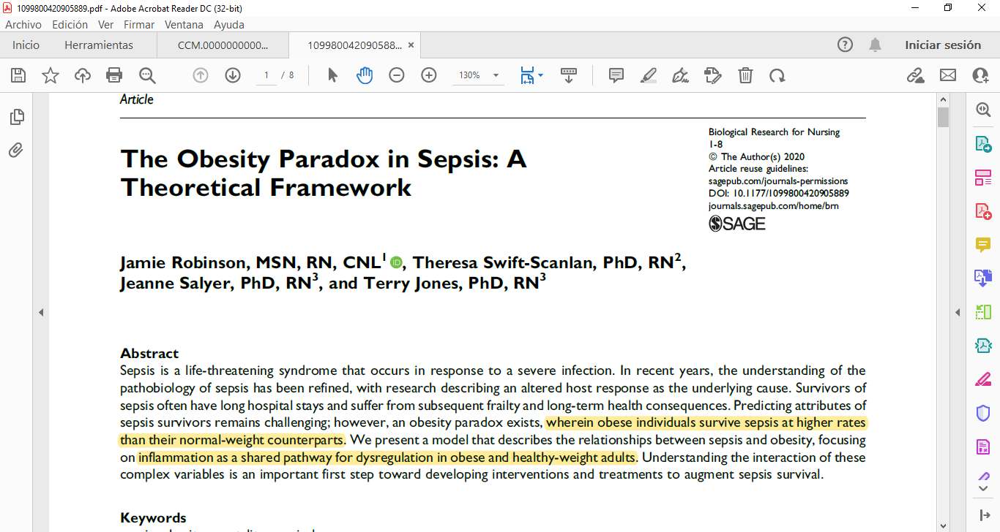 1099800420905889.pdf - Adobe Acrobat Reader DC (32-bit)
Archivo Edición Ver Firmar Ventana Ayuda
Inicio Herramientas CCM.0000000000... 109980042090588... × Iniciar sesión
1 / 8 130%
Article
The Obesity Paradox in Sepsis: A
Theoretical Framework
Biological Research for Nursing
1-8
© The Author(s) 2020
Article reuse guidelines:
sagepub.com/journals-permissions
DOI: 10.1177/1099800420905889
journals.sagepub.com/home/brn
SAGE
Jamie Robinson, MSN, RN, CNL1 iD, Theresa Swift-Scanlan, PhD, RN2,
Jeanne Salyer, PhD, RN3, and Terry Jones, PhD, RN3
Abstract
Sepsis is a life-threatening syndrome that occurs in response to a severe infection. In recent years, the understanding of the
pathobiology of sepsis has been refined, with research describing an altered host response as the underlying cause. Survivors of
sepsis often have long hospital stays and suffer from subsequent frailty and long-term health consequences. Predicting attributes of
sepsis survivors remains challenging; however, an obesity paradox exists, wherein obese individuals survive sepsis at higher rates
than their normal-weight counterparts. We present a model that describes the relationships between sepsis and obesity, focusing
on inflammation as a shared pathway for dysregulation in obese and healthy-weight adults. Understanding the interaction of these
complex variables is an important first step toward developing interventions and treatments to augment sepsis survival.
Keywords